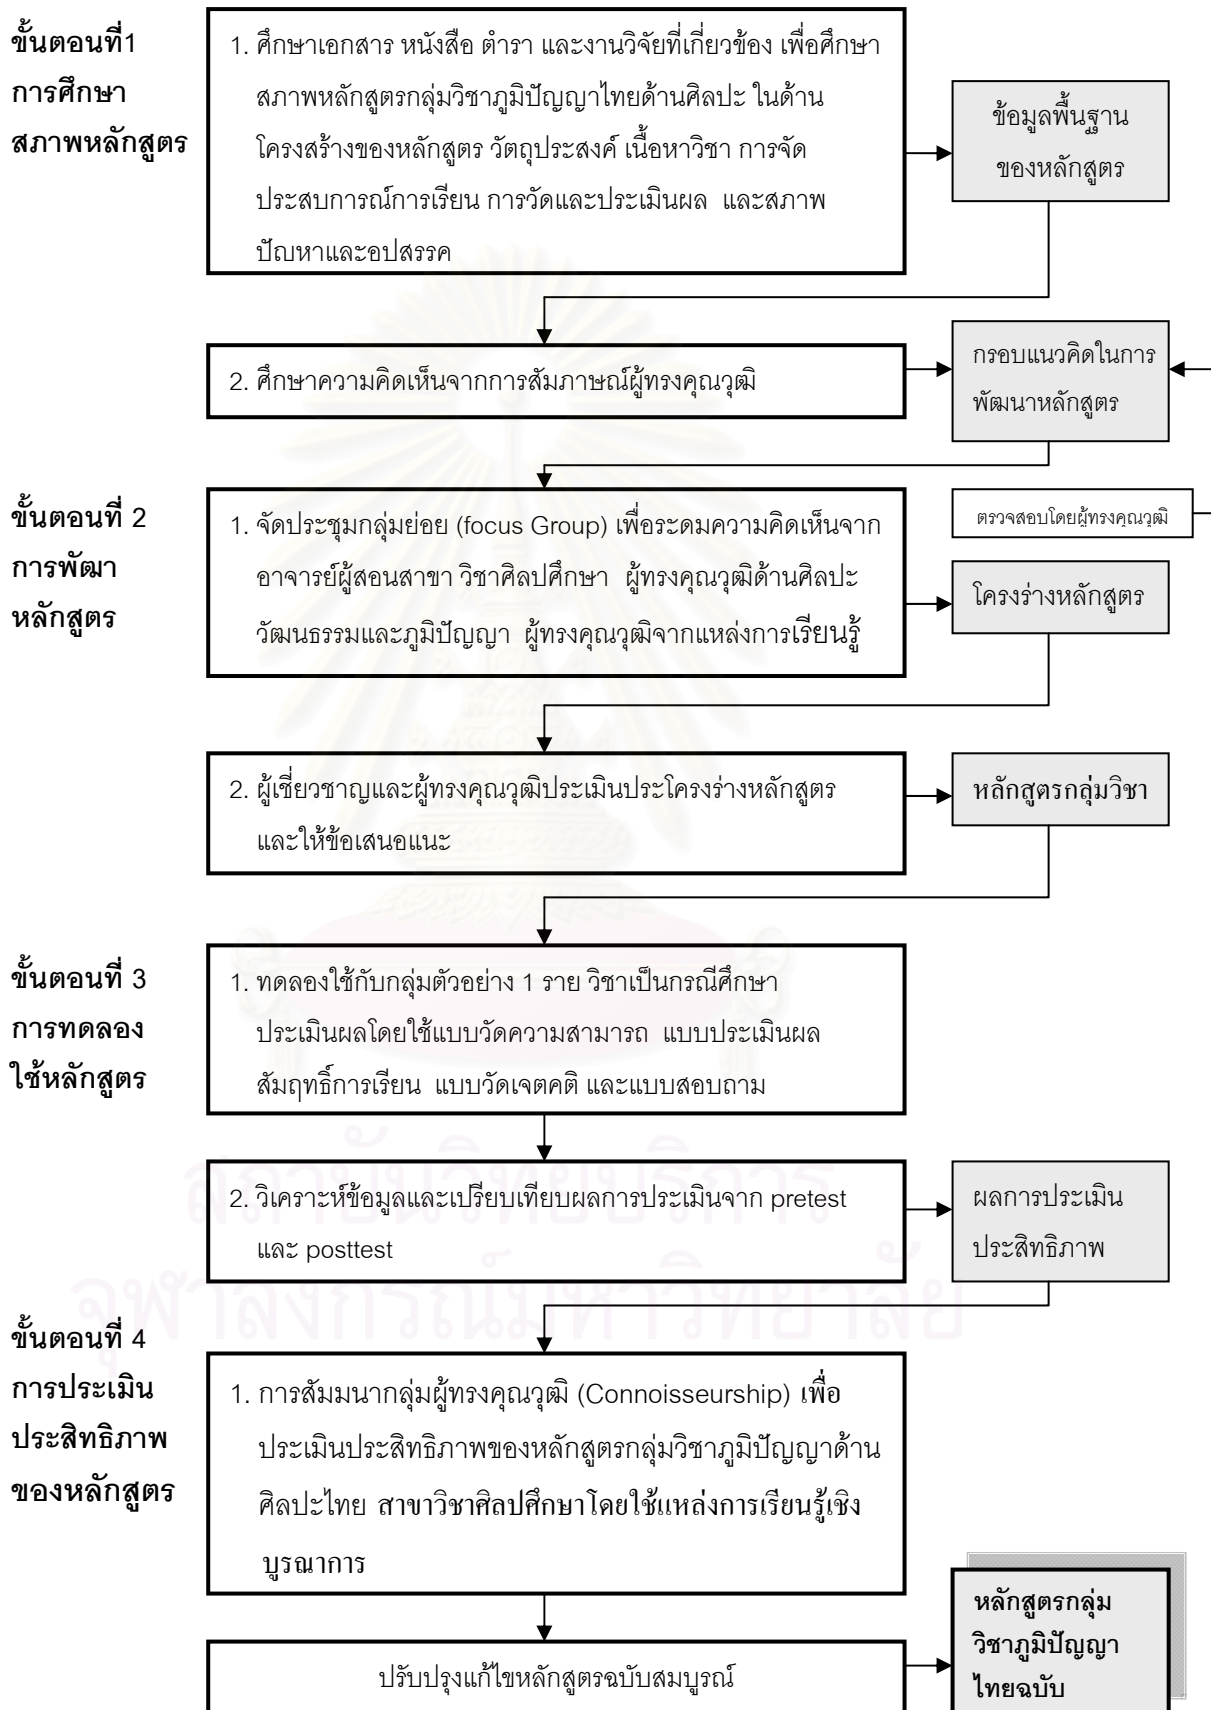 ขั้นตอนที่1
การศึกษา
สภาพหลักสูตร
1. ศึกษาเอกสาร หนังสือ ตำรา และงานวิจัยที่เกี่ยวข้อง เพื่อศึกษา
สภาพหลักสูตรกลุ่มวิชาภูมิปัญญาไทยด้านศิลปะ ในด้าน
โครงสร้างของหลักสูตร วัตถุประสงค์ เนื้อหาวิชา การจัด
ประสบการณ์การเรียน การวัดและประเมินผล และสภาพ
ปัญหาและอปสรรค
ข้อมูลพื้นฐาน
ของหลักสูตร
2. ศึกษาความคิดเห็นจากการสัมภาษณ์ผู้ทรงคุณวุฒิ
กรอบแนวคิดในการ
พัฒนาหลักสูตร
ขั้นตอนที่ 2
การพัฒา
หลักสูตร
1. จัดประชุมกลุ่มย่อย (focus Group) เพื่อระดมความคิดเห็นจาก
อาจารย์ผู้สอนสาขา วิชาศิลปศึกษา ผู้ทรงคุณวุฒิด้านศิลปะ
วัฒนธรรมและภูมิปัญญา ผู้ทรงคุณวุฒิจากแหล่งการเรียนรู้
ตรวจสอบโดยผู้ทรงคุณวุฒิ
โครงร่างหลักสูตร
2. ผู้เชี่ยวชาญและผู้ทรงคุณวุฒิประเมินประโครงร่างหลักสูตร
และให้ข้อเสนอแนะ
หลักสูตรกลุ่มวิชา
ขั้นตอนที่ 3
การทดลอง
ใช้หลักสูตร
1. ทดลองใช้กับกลุ่มตัวอย่าง 1 ราย วิชาเป็นกรณีศึกษา
ประเมินผลโดยใช้แบบวัดความสามารถ แบบประเมินผล
สัมฤทธิ์การเรียน แบบวัดเจตคติ และแบบสอบถาม
2. วิเคราะห์ข้อมูลและเปรียบเทียบผลการประเมินจาก pretest
และ posttest
ผลการประเมิน
ประสิทธิภาพ
สถาบันวิทยบริการ
จุฬาลงกรณ์มหาวิทยาลัย
ขั้นตอนที่ 4
การประเมิน
ประสิทธิภาพ
ของหลักสูตร
1. การสัมมนากลุ่มผู้ทรงคุณวุฒิ (Connoisseurship) เพื่อ
ประเมินประสิทธิภาพของหลักสูตรกลุ่มวิชาภูมิปัญญาด้าน
ศิลปะไทย สาขาวิชาศิลปศึกษาโดยใช้แหล่งการเรียนรู้เชิง
บูรณาการ
ปรับปรุงแก้ไขหลักสูตรฉบับสมบูรณ์
หลักสูตรกลุ่ม
วิชาภูมิปัญญา
ไทยฉบับ